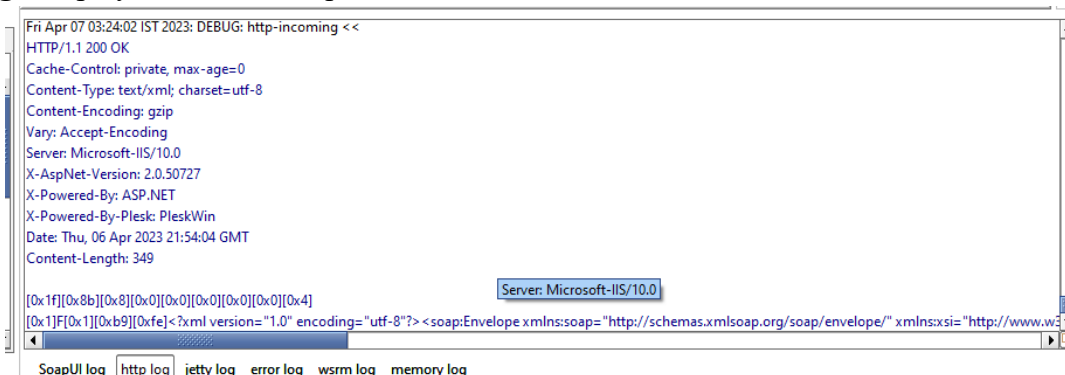 Fri Apr 07 03:24:02 IST 2023: DEBUG: http-incoming <<
HTTP/1.1 200 OK
Cache-Control: private, max-age=0
Content-Type: text/xml; charset=utf-8
Content-Encoding: gzip
Vary: Accept-Encoding
Server: Microsoft-IIS/10.0
X-AspNet-Version: 2.0.50727
X-Powered-By: ASP.NET
X-Powered-By-Plesk: PleskWin
Date: Thu, 06 Apr 2023 21:54:04 GMT
Content-Length: 349
Server: Microsoft-IIS/10.0
[0x1f][0x8b][0x8][0x0][0x0][0x0][0x0][0x0][0x4]
[0x1]F[0x1][0xb9][0xfe]<?xml version="1.0" encoding="utf-8"?><soap:Envelope xmlns:soap="http://schemas.xmlsoap.org/soap/envelope/" xmlns:xsi="http://www.w3
SoapUI log http log jetty log error log wsrm log memory log